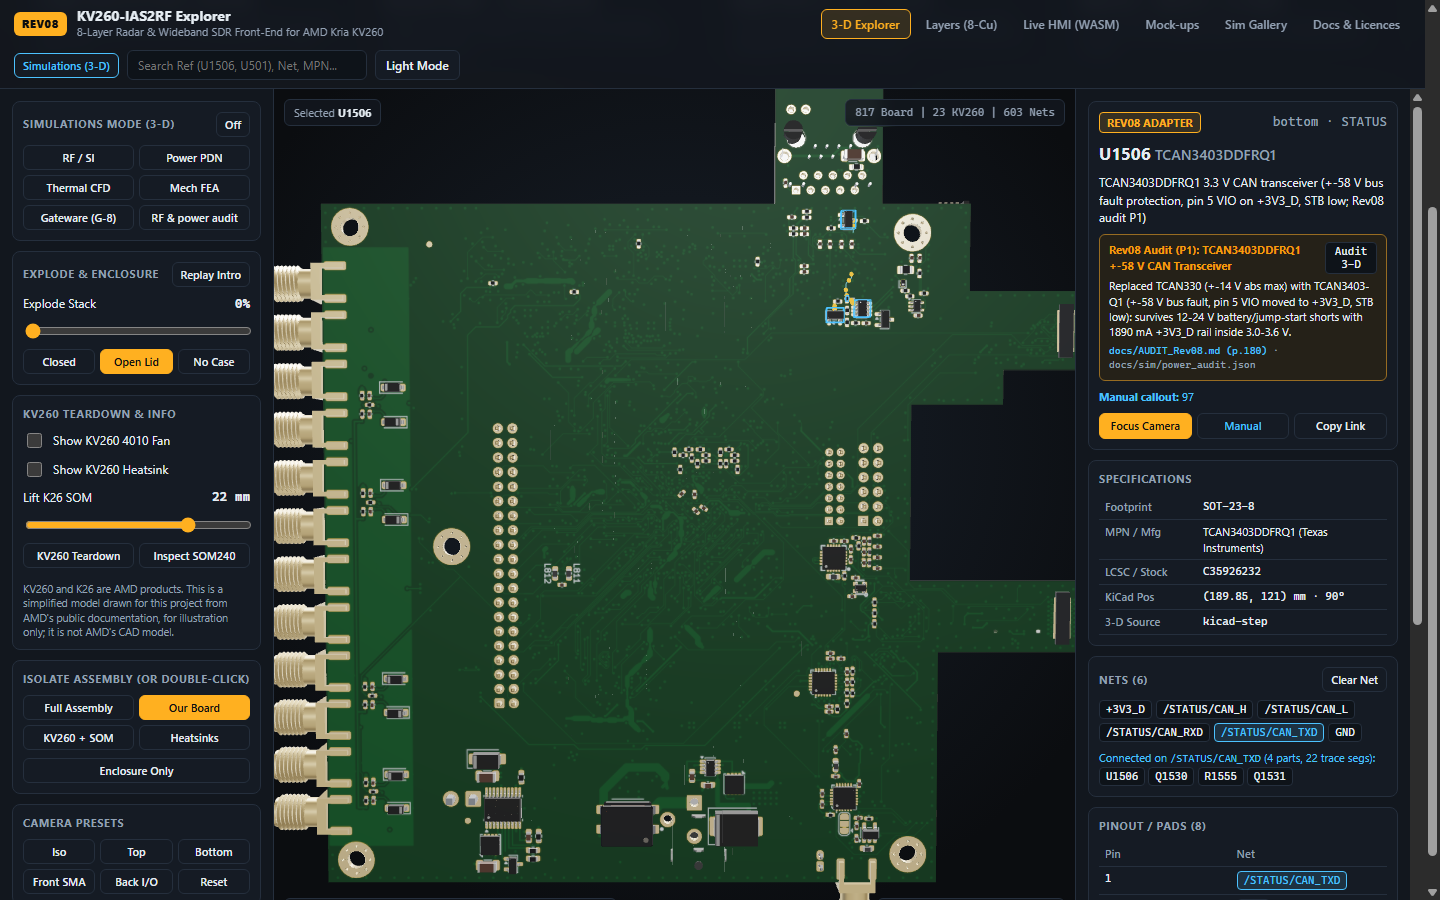 REV08
KV260-IAS2RF Explorer
8-Layer Radar & Wideband SDR Front-End for AMD Kria KV260
3-D Explorer
Layers (8-Cu)
Live HMI (WASM)
Mock-ups
Sim Gallery
Docs & Licences
Simulations (3-D)
Search Ref (U1506, U501), Net, MPN...
Light Mode
SIMULATIONS MODE (3-D)
Off
RF / SI
Power PDN
Thermal CFD
Mech FEA
Gateware (G-8)
RF & power audit
EXPLODE & ENCLOSURE
Replay Intro
Explode Stack
0%
Closed
Open Lid
No Case
KV260 TEARDOWN & INFO
Show KV260 4010 Fan
Show KV260 Heatsink
Lift K26 SOM
22 mm
KV260 Teardown
Inspect SOM240
KV260 and K26 are AMD products. This is a
simplified model drawn for this project from
AMD's public documentation, for illustration
only; it is not AMD's CAD model.
ISOLATE ASSEMBLY (OR DOUBLE-CLICK)
Full Assembly
Our Board
KV260 + SOM
Heatsinks
Enclosure Only
CAMERA PRESETS
Iso
Top
Bottom
Front SMA
Back I/O
Reset
Selected U1506
817 Board | 23 KV260 | 603 Nets
LB12
LB11
REV08 ADAPTER
bottom · STATUS
U1506 TCAN3403DDFRQ1
TCAN3403DDFRQ1 3.3 V CAN transceiver (+-58 V bus
fault protection, pin 5 VIO on +3V3_D, STB low; Rev08
audit P1)
Rev08 Audit (P1): TCAN3403DDFRQ1
+-58 V CAN Transceiver
Audit
3-D
Replaced TCAN330 (+-14 V abs max) with TCAN3403-
Q1 (+-58 V bus fault, pin 5 VIO moved to +3V3_D, STB
low): survives 12-24 V battery/jump-start shorts with
1890 mA +3V3_D rail inside 3.0-3.6 V.
docs/AUDIT_Rev08.md (p.180) ·
docs/sim/power_audit.json
Manual callout: 97
Focus Camera
Manual
Copy Link
SPECIFICATIONS
Footprint
SOT-23-8
MPN / Mfg
TCAN3403DDFRQ1 (Texas
Instruments)
LCSC / Stock
C35926232
KiCad Pos
(189.85, 121) mm · 90°
3-D Source
kicad-step
NETS (6)
Clear Net
+3V3_D
/STATUS/CAN_H
/STATUS/CAN_L
/STATUS/CAN_RXD
/STATUS/CAN_TXD
GND
Connected on /STATUS/CAN_TXD (4 parts, 22 trace segs):
U1506
Q1530
R1555
Q1531
PINOUT / PADS (8)
Pin
Net
1
/STATUS/CAN_TXD